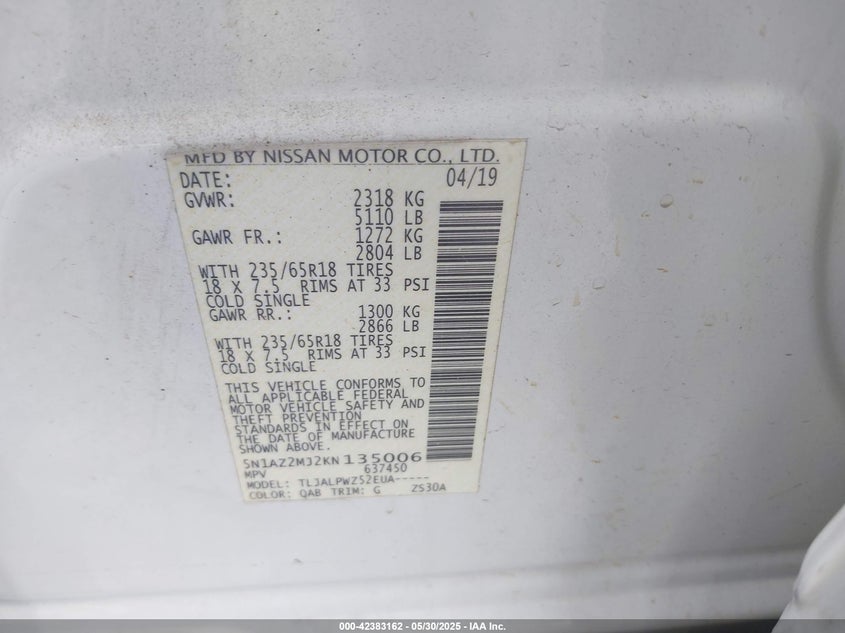 MFD BY NISSAN MOTOR CO., LTD.
DATE: 04/19
GVWR: 2318 KG
5110 LB
GAWR FR.: 1272 KG
2804 LB
WITH 235/65R18 TIRES
18 X 7.5 RIMS AT 33 PSI
COLD SINGLE
GAWR RR.: 1300 KG
2866 LB
WITH 235/65R18 TIRES
18 X 7.5 RIMS AT 33 PSI
COLD SINGLE
THIS VEHICLE CONFORMS TO
ALL APPLICABLE FEDERAL
MOTOR VEHICLE SAFETY AND
THEFT PREVENTION
STANDARDS IN EFFECT ON
THE DATE OF MANUFACTURE
SHOWN ABOVE.
5N1AZ2MJ2KN135006
MPV 637450
MODEL: TLJALPWZ52EUA-----
COLOR: QAB TRIM: G ZS30A
000-42383162 - 05/30/2025 - IAA Inc.